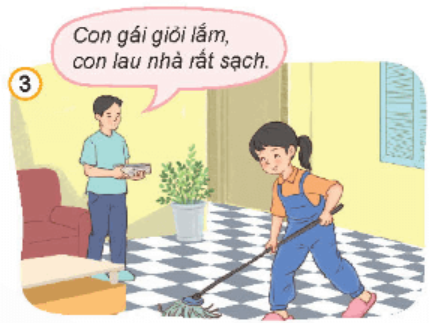 Con gái giỏi lắm,
con lau nhà rất sạch.
3